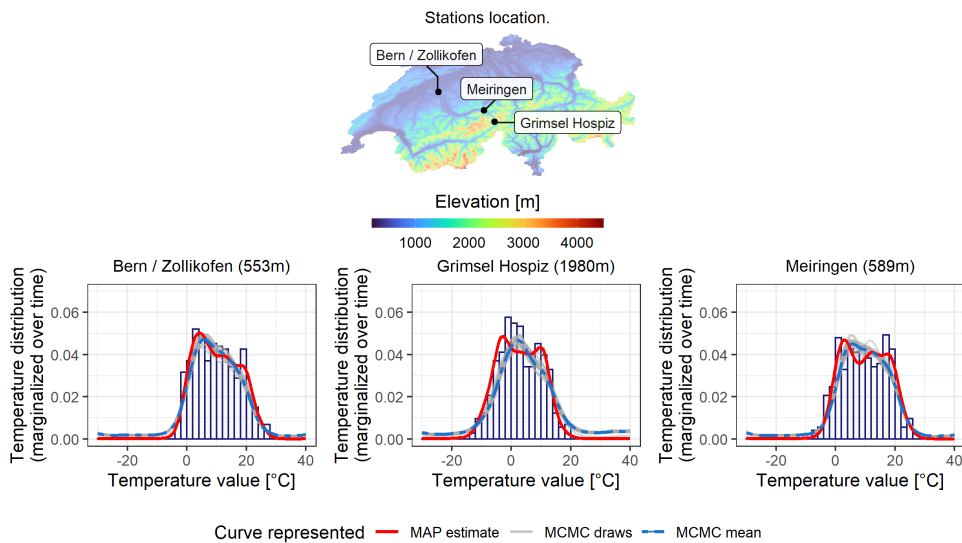 Stations location.
Bern / Zollikofen
Meiringen
Grimsel Hospiz
Elevation [m]
1000 2000 3000 4000
Bern / Zollikofen (553m)
Grimsel Hospiz (1980m)
Meiringen (589m)
Temperature distribution
(marginalized over time)
0.06
0.04
0.02
0.00
-20 0 20 40
Temperature value [°C]
Temperature distribution
(marginalized over time)
0.06
0.04
0.02
0.00
-20 0 20 40
Temperature value [°C]
Temperature distribution
(marginalized over time)
0.06
0.04
0.02
0.00
-20 0 20 40
Temperature value [°C]
Curve represented MAP estimate MCMC draws MCMC mean